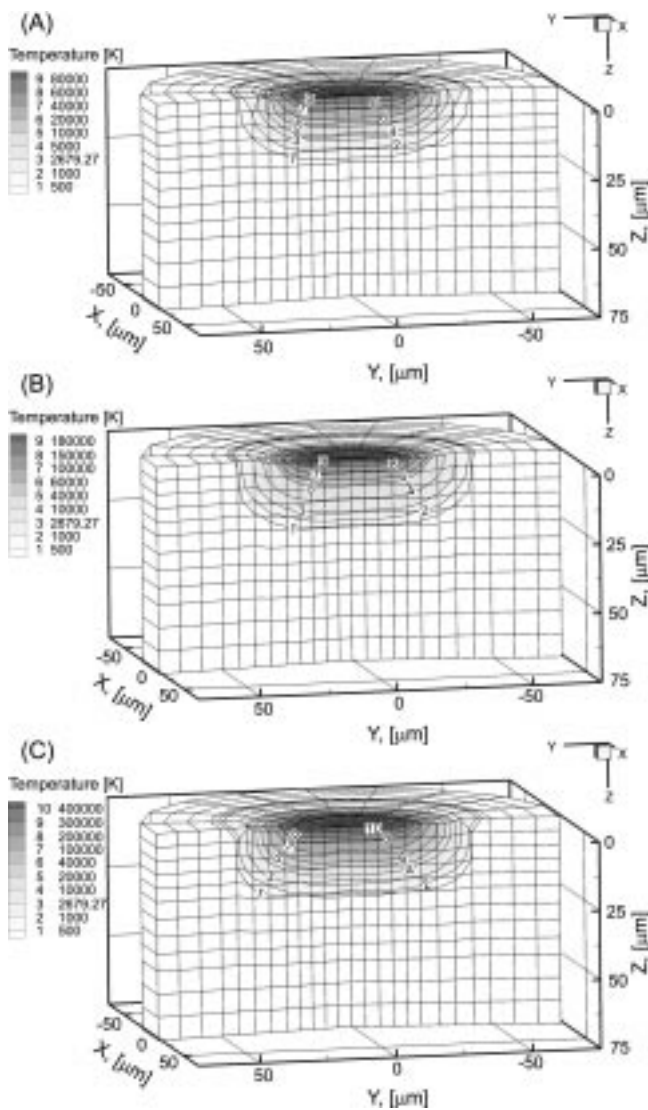 (A)
Y X
Z
Temperature [K]
9 80000
8 60000
7 40000
6 20000
5 10000
4 5000
3 2679.27
2 1000
1 500
0
25
50
75
Z, [μm]
-50
0
50
X, [μm]
50 0 -50
Y, [μm]
(B)
Y X
Z
Temperature [K]
9 180000
8 150000
7 100000
6 60000
5 40000
4 10000
3 2679.27
2 1000
1 500
0
25
50
75
Z, [μm]
-50
0
50
X, [μm]
50 0 -50
Y, [μm]
(C)
Y X
Z
Temperature [K]
10 400000
9 300000
8 200000
7 100000
6 40000
5 20000
4 10000
3 2679.27
2 1000
1 500
0
25
50
75
Z, [μm]
-50
0
50
X, [μm]
50 0 -50
Y, [μm]